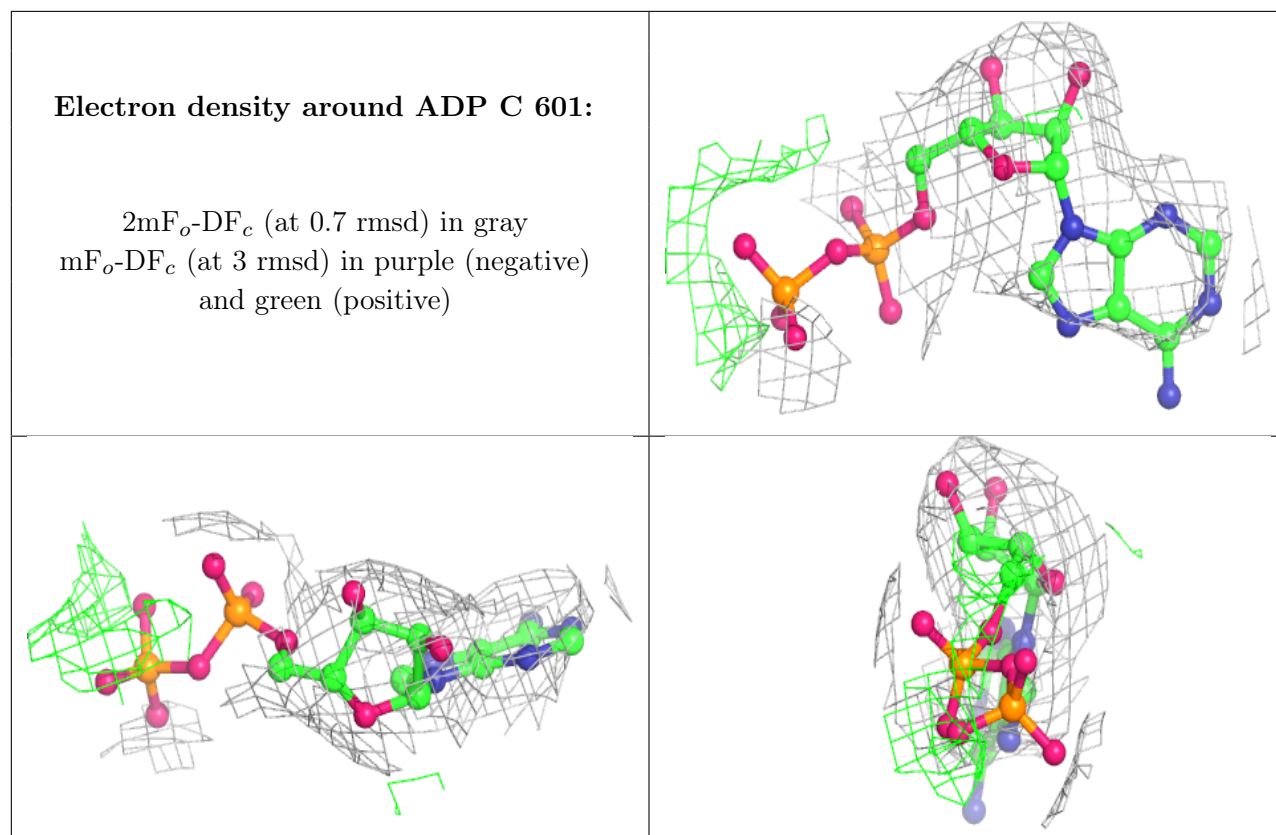 Electron density around ADP C 601:
2mFₒ-DF𝒸 (at 0.7 rmsd) in gray
mFₒ-DF𝒸 (at 3 rmsd) in purple (negative)
and green (positive)